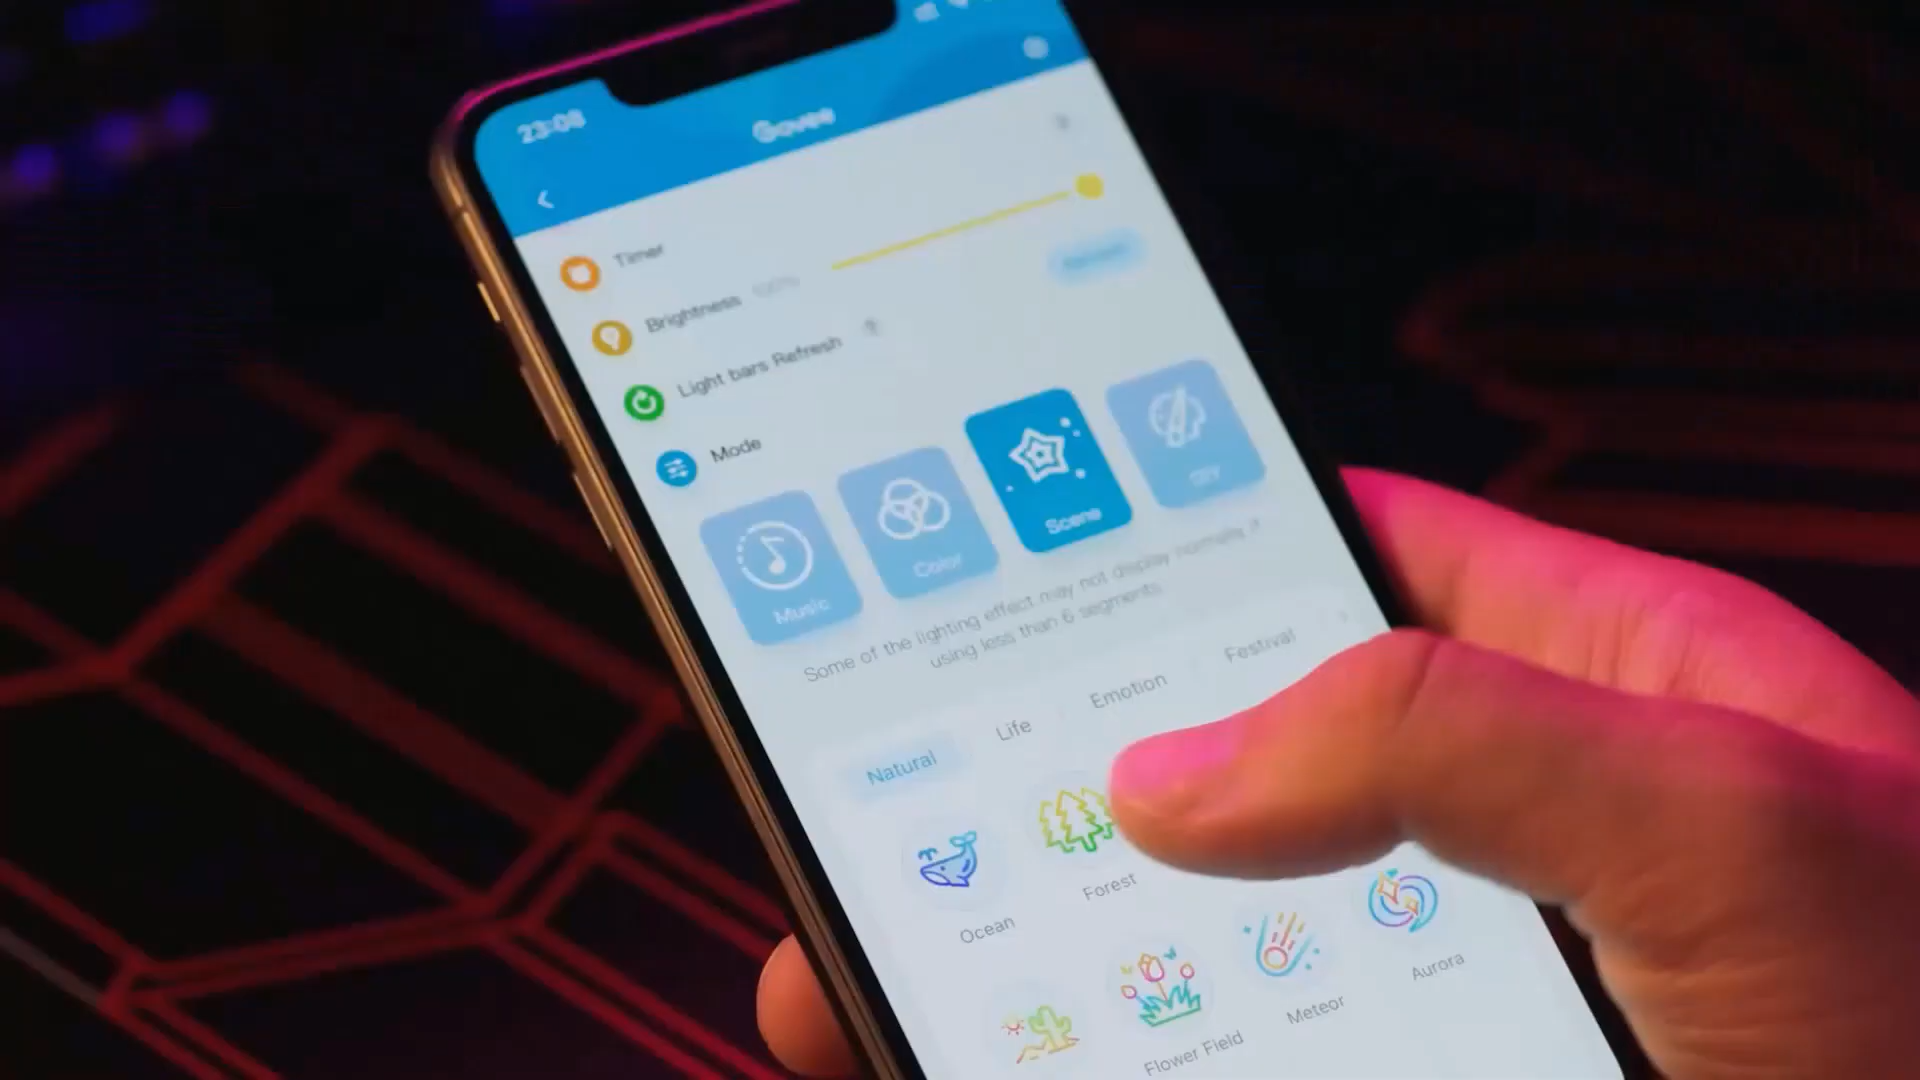 23:08
Govee
Timer
Brightness 100%
Light bars Refresh ?
Mode
Music
Color
Scene
DIY
Some of the lighting effect may not display normally if
using less than 6 segments.
Natural
Life
Emotion
Festival
Ocean
Forest
Aurora
Flower Field
Meteor